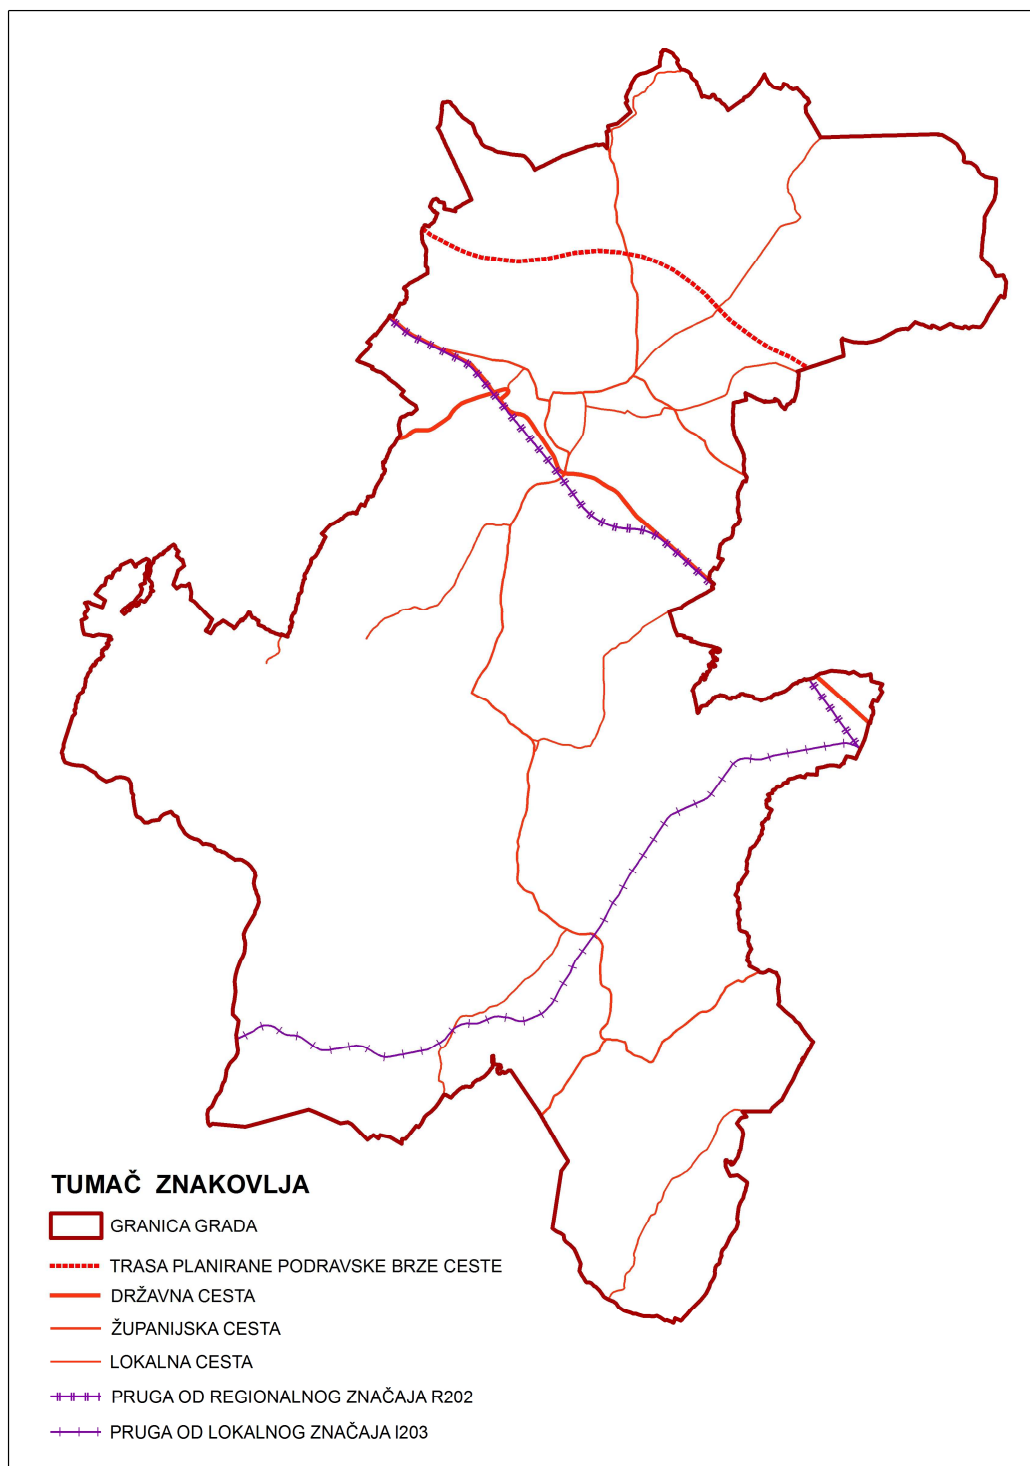 TUMAČ ZNAKOVLJA
GRANICA GRADA
TRASA PLANIRANE PODRAVSKE BRZE CESTE
DRŽAVNA CESTA
ŽUPANIJSKA CESTA
LOKALNA CESTA
PRUGA OD REGIONALNOG ZNAČAJA R202
PRUGA OD LOKALNOG ZNAČAJA l203